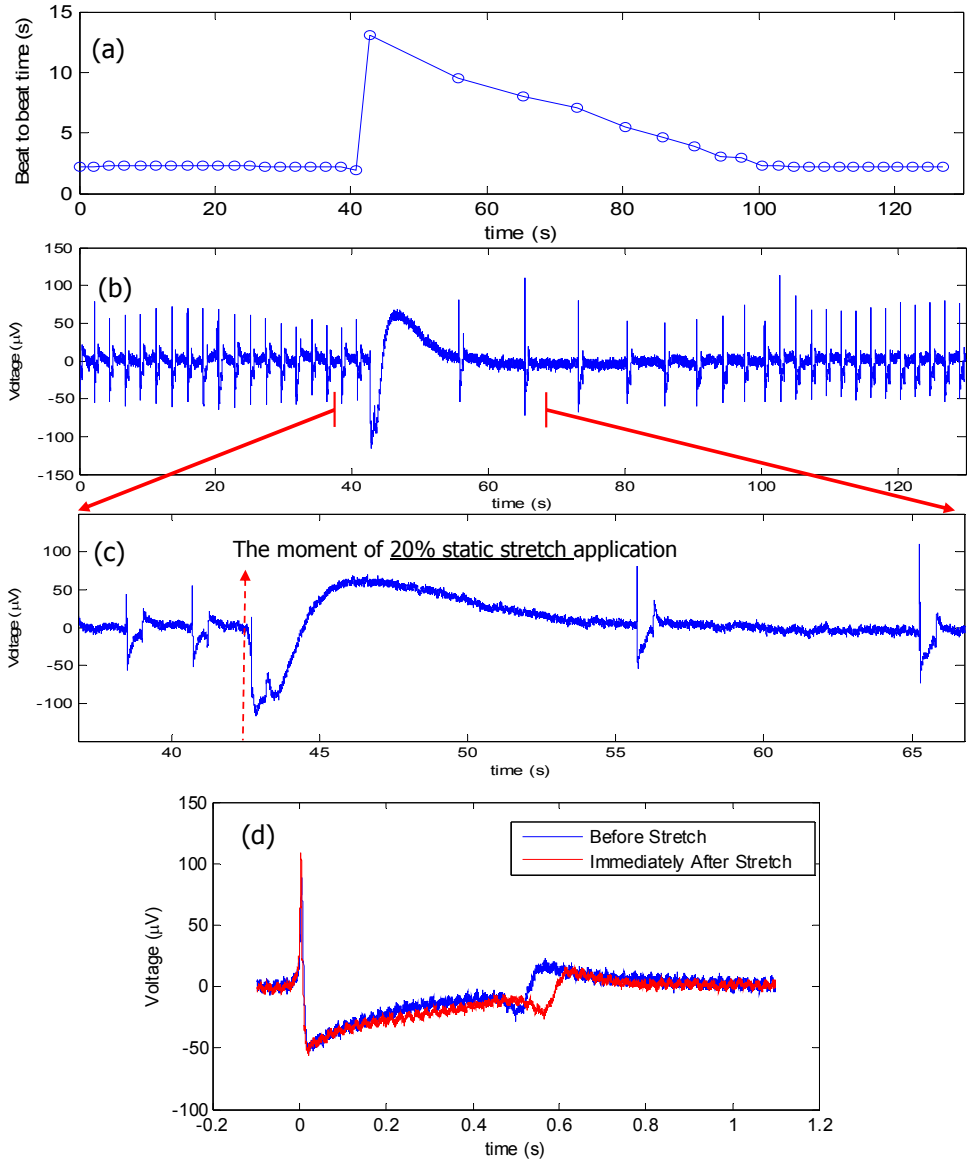 15
10
5
0
Beat to beat time (s)
(a)
0 20 40 60 80 100 120
time (s)
150
100
50
0
-50
-100
-150
Voltage (µV)
(b)
0 20 40 60 80 100 120
time (s)
(c)
The moment of 20% static stretch application
100
50
0
-50
-100
Voltage (µV)
40 45 50 55 60 65
time (s)
150
100
50
0
-50
-100
Voltage (µV)
(d)
Before Stretch
Immediately After Stretch
-0.2 0 0.2 0.4 0.6 0.8 1 1.2
time (s)